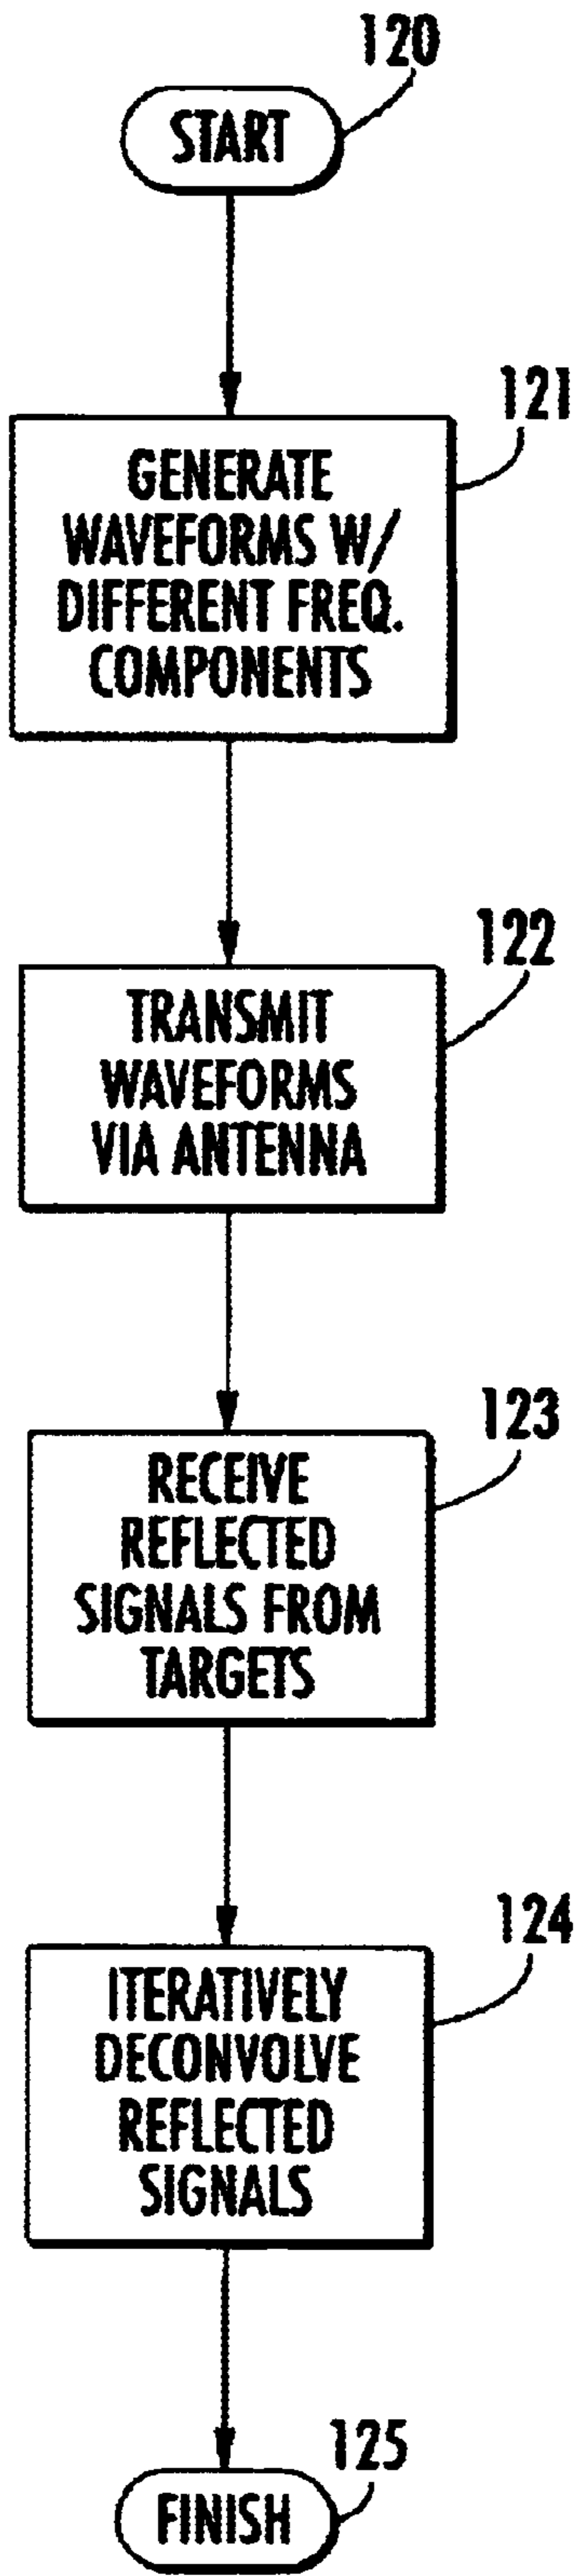 120
START
121
GENERATE
WAVEFORMS W/
DIFFERENT FREQ.
COMPONENTS
122
TRANSMIT
WAVEFORMS
VIA ANTENNA
123
RECEIVE
REFLECTED
SIGNALS FROM
TARGETS
124
ITERATIVELY
DECONVOLVE
REFLECTED
SIGNALS
125
FINISH